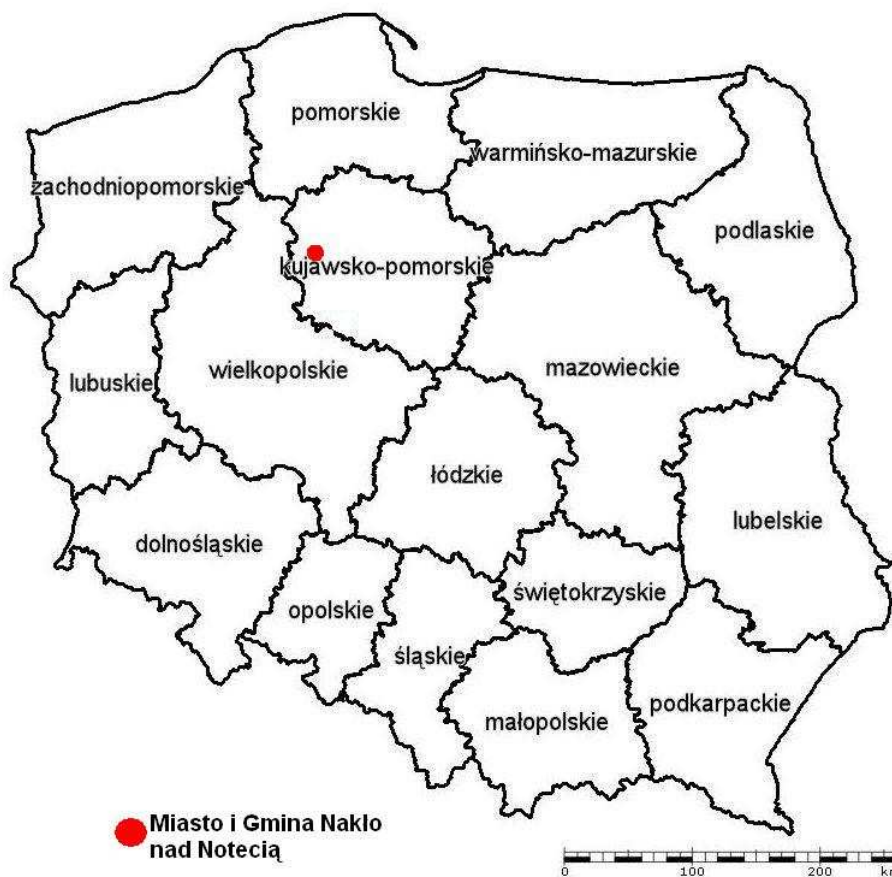 pomorskie
warmińsko-mazurskie
zachodniopomorskie
podlaskie
kujawsko-pomorskie
lubuskie
wielkopolskie
mazowieckie
łódzkie
lubelskie
dolnośląskie
świętokrzyskie
opolskie
śląskie
podkarpackie
małopolskie
Miasto i Gmina Nakło
nad Notecią
0 100 200